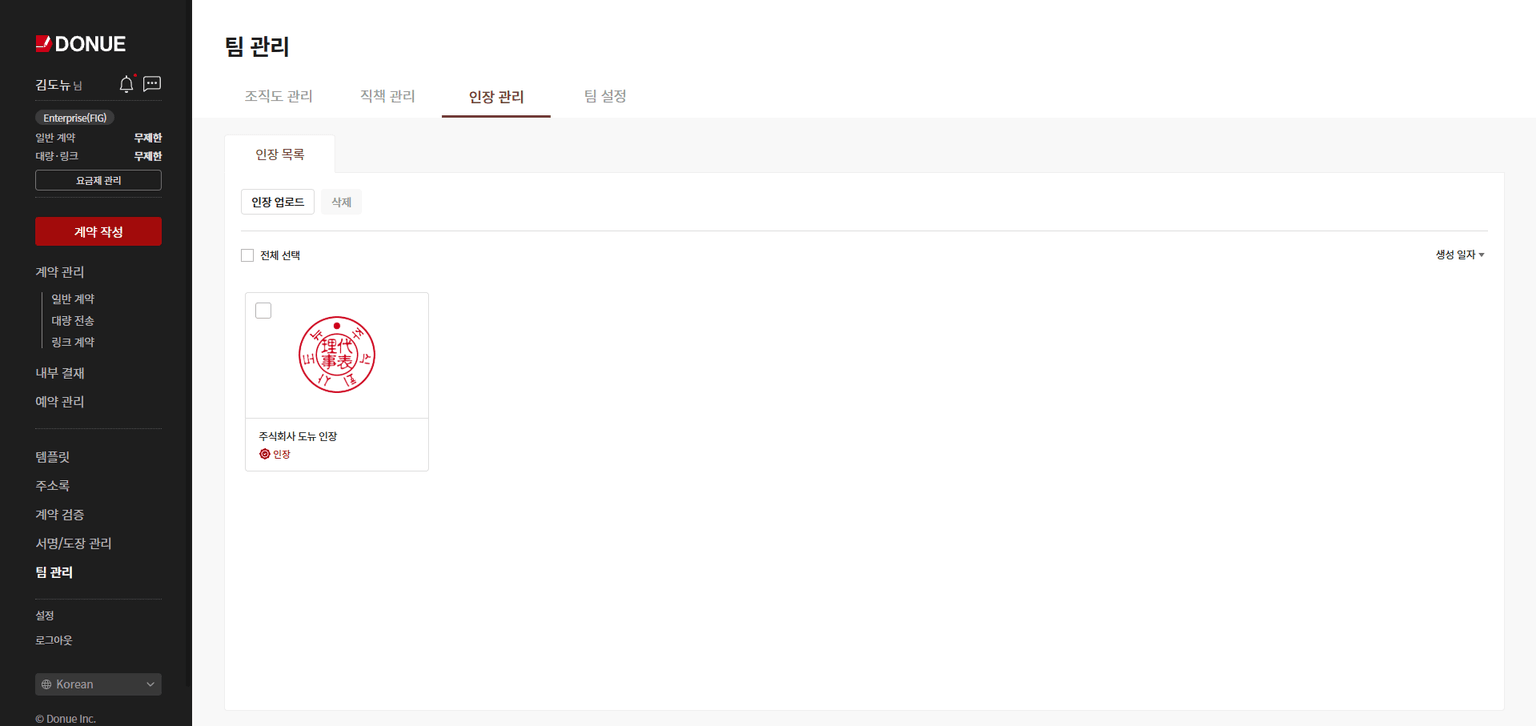 DONUE
김도뉴 님
Enterprise(FIG)
일반 계약 무제한
대량·링크 무제한
요금제 관리
계약 작성
계약 관리
일반 계약
대량 전송
링크 계약
내부 결재
예약 관리
템플릿
주소록
계약 검증
서명/도장 관리
팀 관리
설정
로그아웃
Korean
© Donue Inc.
팀 관리
조직도 관리 직책 관리 인장 관리 팀 설정
인장 목록
인장 업로드 삭제
전체 선택 생성 일자
주식회사도뉴
代表理事
주식회사 도뉴 인장
인장